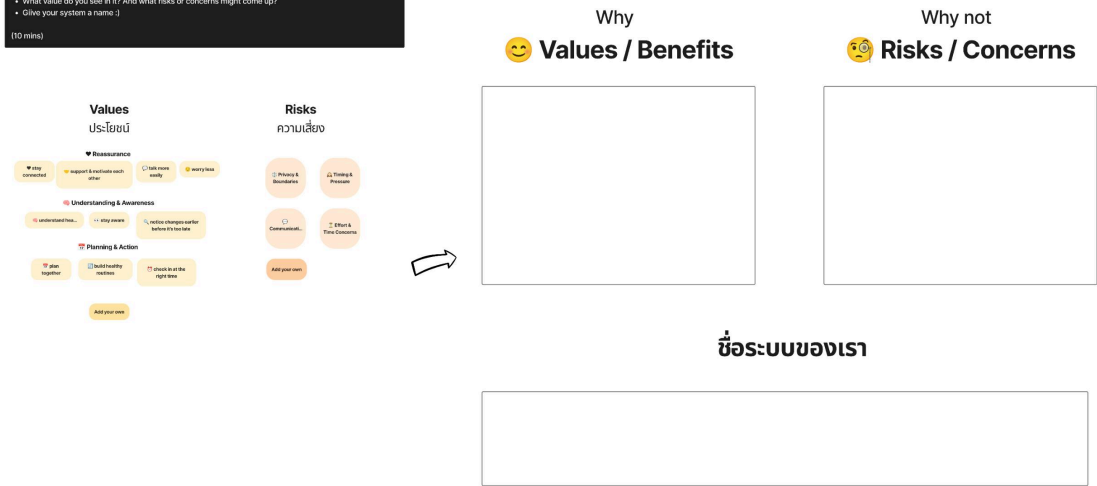 • What value do you see in it? And what risks or concerns might come up?
• Giive your system a name :)
(10 mins)
Values
ประโยชน์
❤ Reassurance
❤ stay
connected
🤝 support & motivate each
other
💬 talk more
easily
😌 worry less
🧠 Understanding & Awareness
🧠 understand hea...
👀 stay aware
🔍 notice changes earlier
before it's too late
📅 Planning & Action
📅 plan
together
🔄 build healthy
routines
⏰ check in at the
right time
Add your own
Risks
ความเสี่ยง
Privacy &
Boundaries
Timing &
Pressure
💬
Communicati...
⏳ Effort &
Time Concerns
Add your own
Why
😊 Values / Benefits
Why not
🧐 Risks / Concerns
ชื่อระบบของเรา